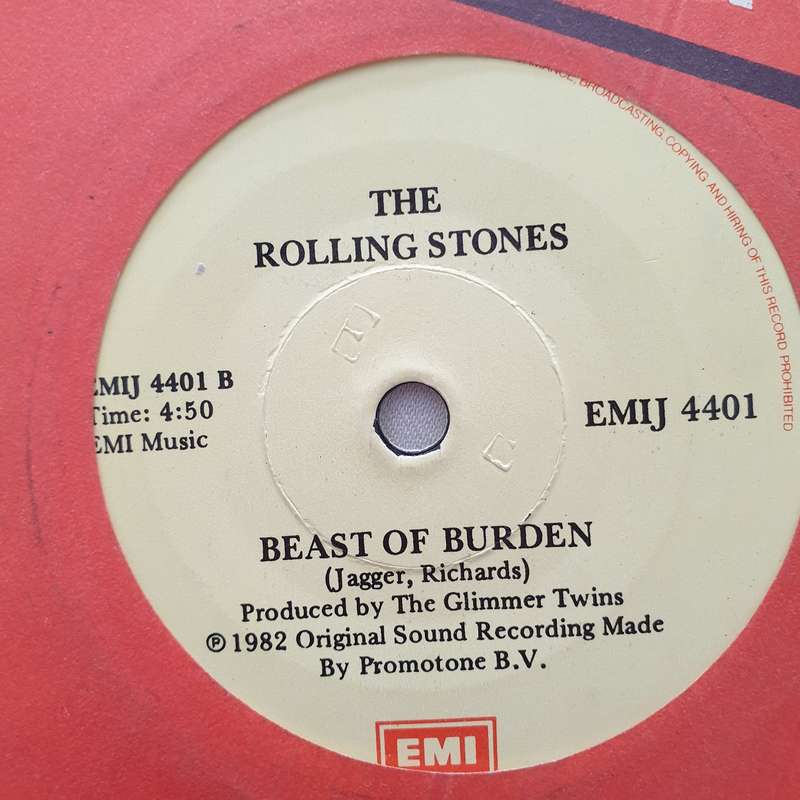 BROADCASTING, COPYING AND HIRING OF THIS RECORD PROHIBITED
THE
ROLLING STONES
EMIJ 4401 B
Time: 4:50
EMI Music
EMIJ 4401
BEAST OF BURDEN
(Jagger, Richards)
Produced by The Glimmer Twins
℗ 1982 Original Sound Recording Made
By Promotone B.V.
EMI